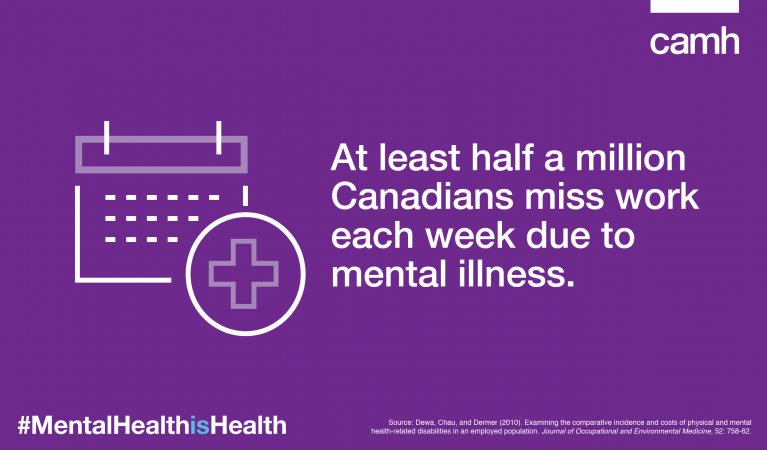 camh
At least half a million
Canadians miss work
each week due to
mental illness.
#MentalHealthisHealth
Source: Dewa, Chau, and Dermer (2010). Examining the comparative incidence and costs of physical and mental
health-related disabilities in an employed population. Journal of Occupational and Environmental Medicine, 52: 758-62.